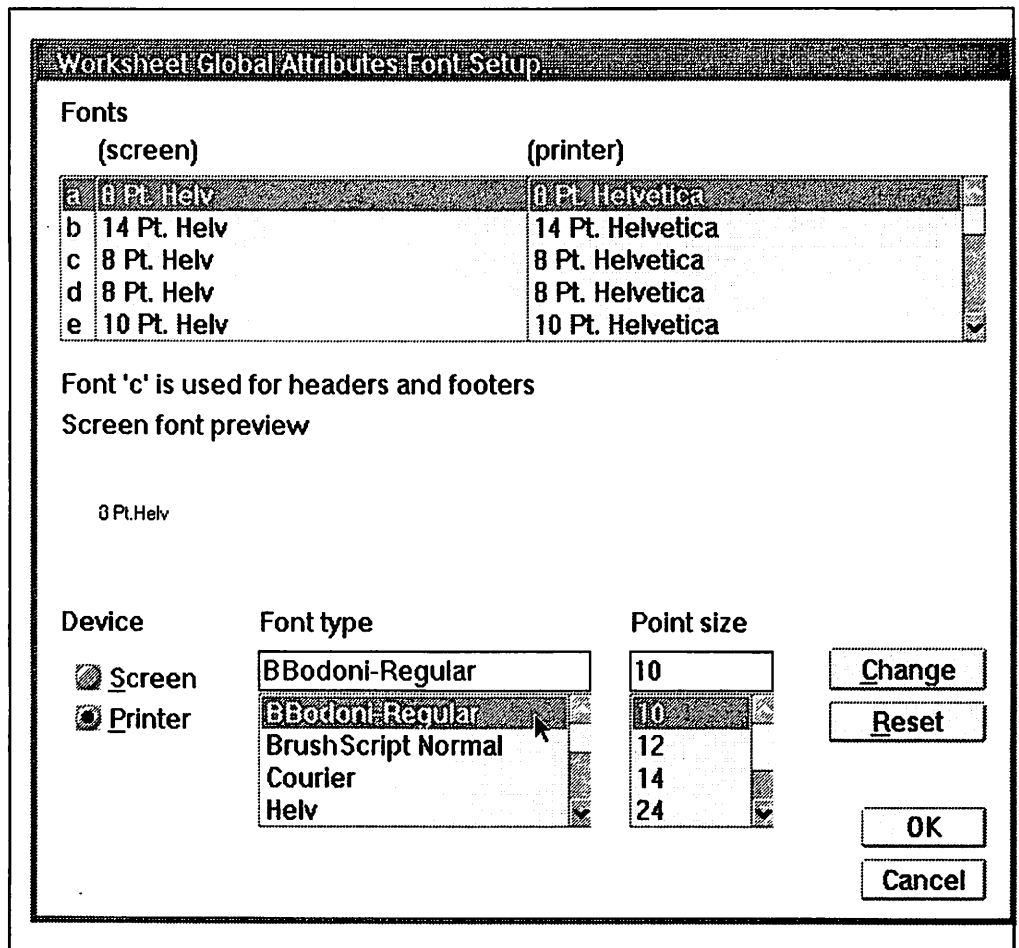 Worksheet Global Attributes Font Setup...
Fonts
(screen) (printer)
a 8 Pt. Helv 8 Pt. Helvetica
b 14 Pt. Helv 14 Pt. Helvetica
c 8 Pt. Helv 8 Pt. Helvetica
d 8 Pt. Helv 8 Pt. Helvetica
e 10 Pt. Helv 10 Pt. Helvetica
Font 'c' is used for headers and footers
Screen font preview
8 Pt.Helv
Device Font type Point size
Screen BBodoni-Regular 10 Change
Printer BBodoni-Regular 10 Reset
BrushScript Normal 12
Courier 14
Helv 24
OK
Cancel